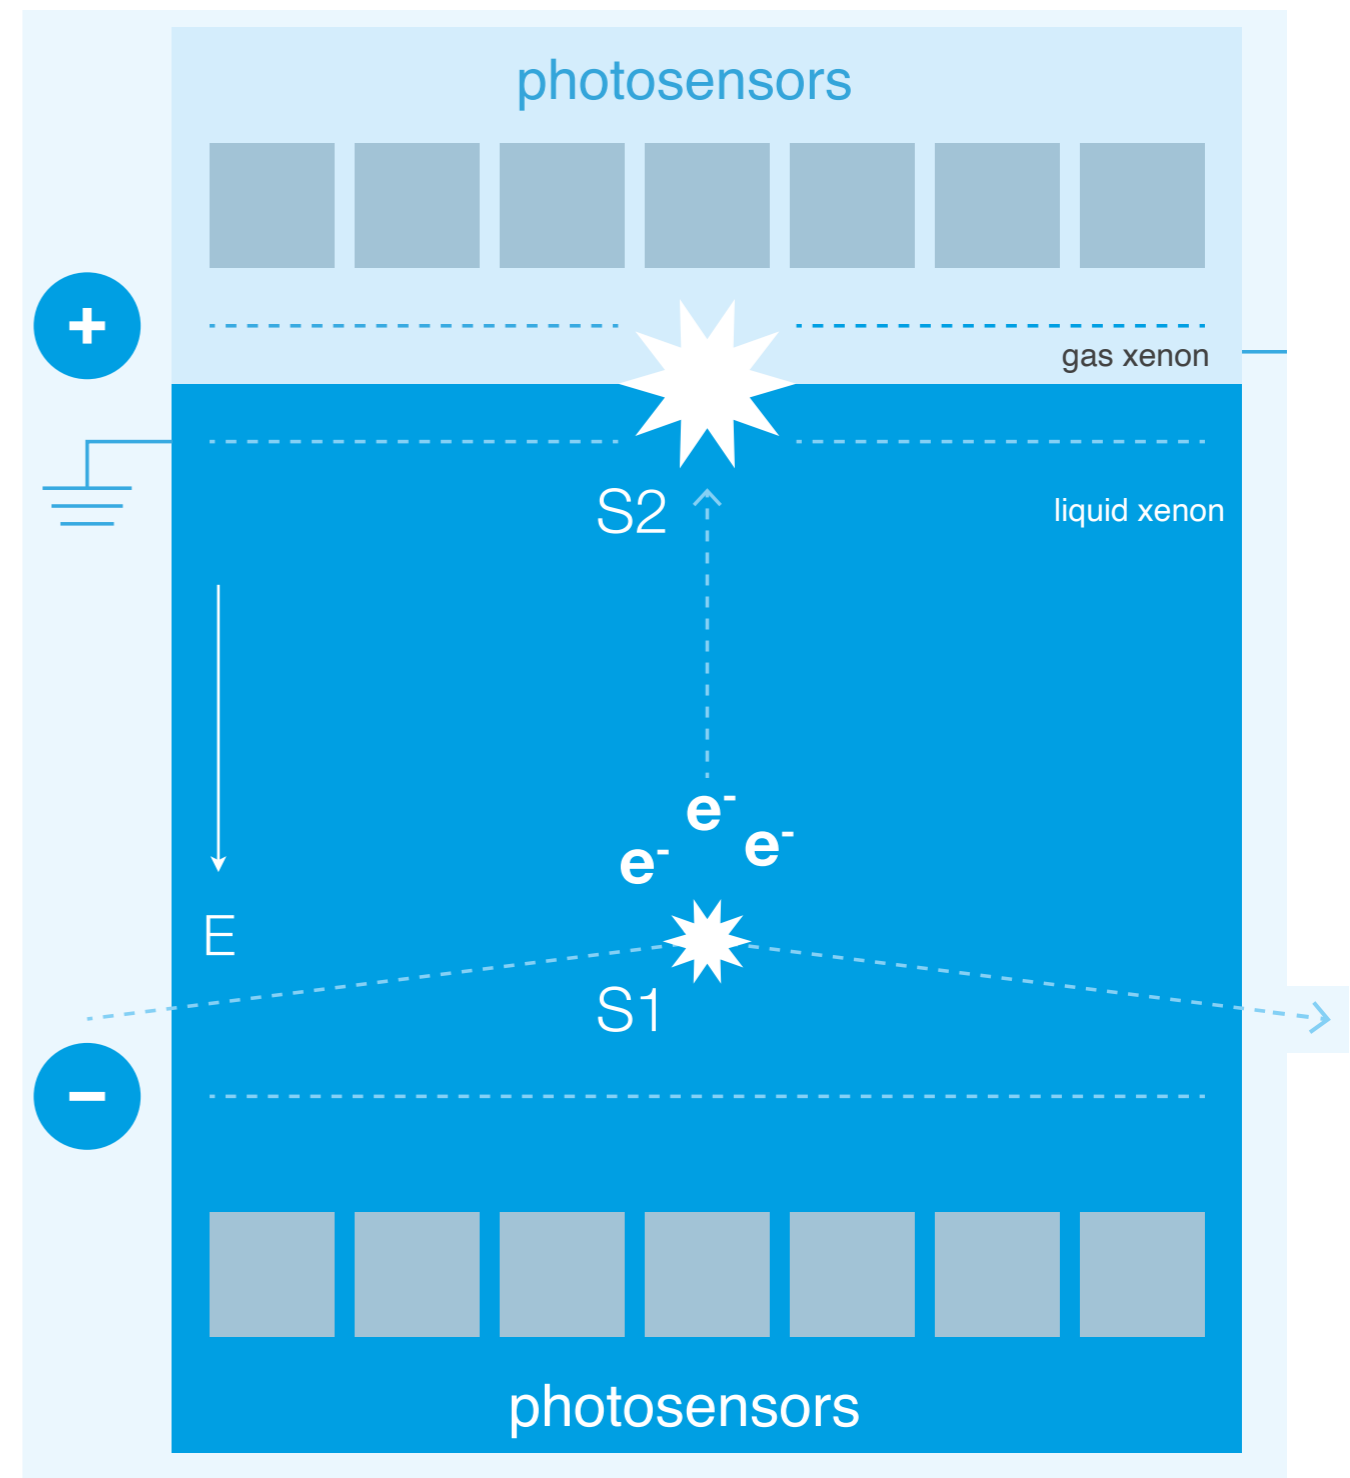 photosensors
+
gas xenon
S2
liquid xenon
e-
e-
e-
E
S1
-
photosensors